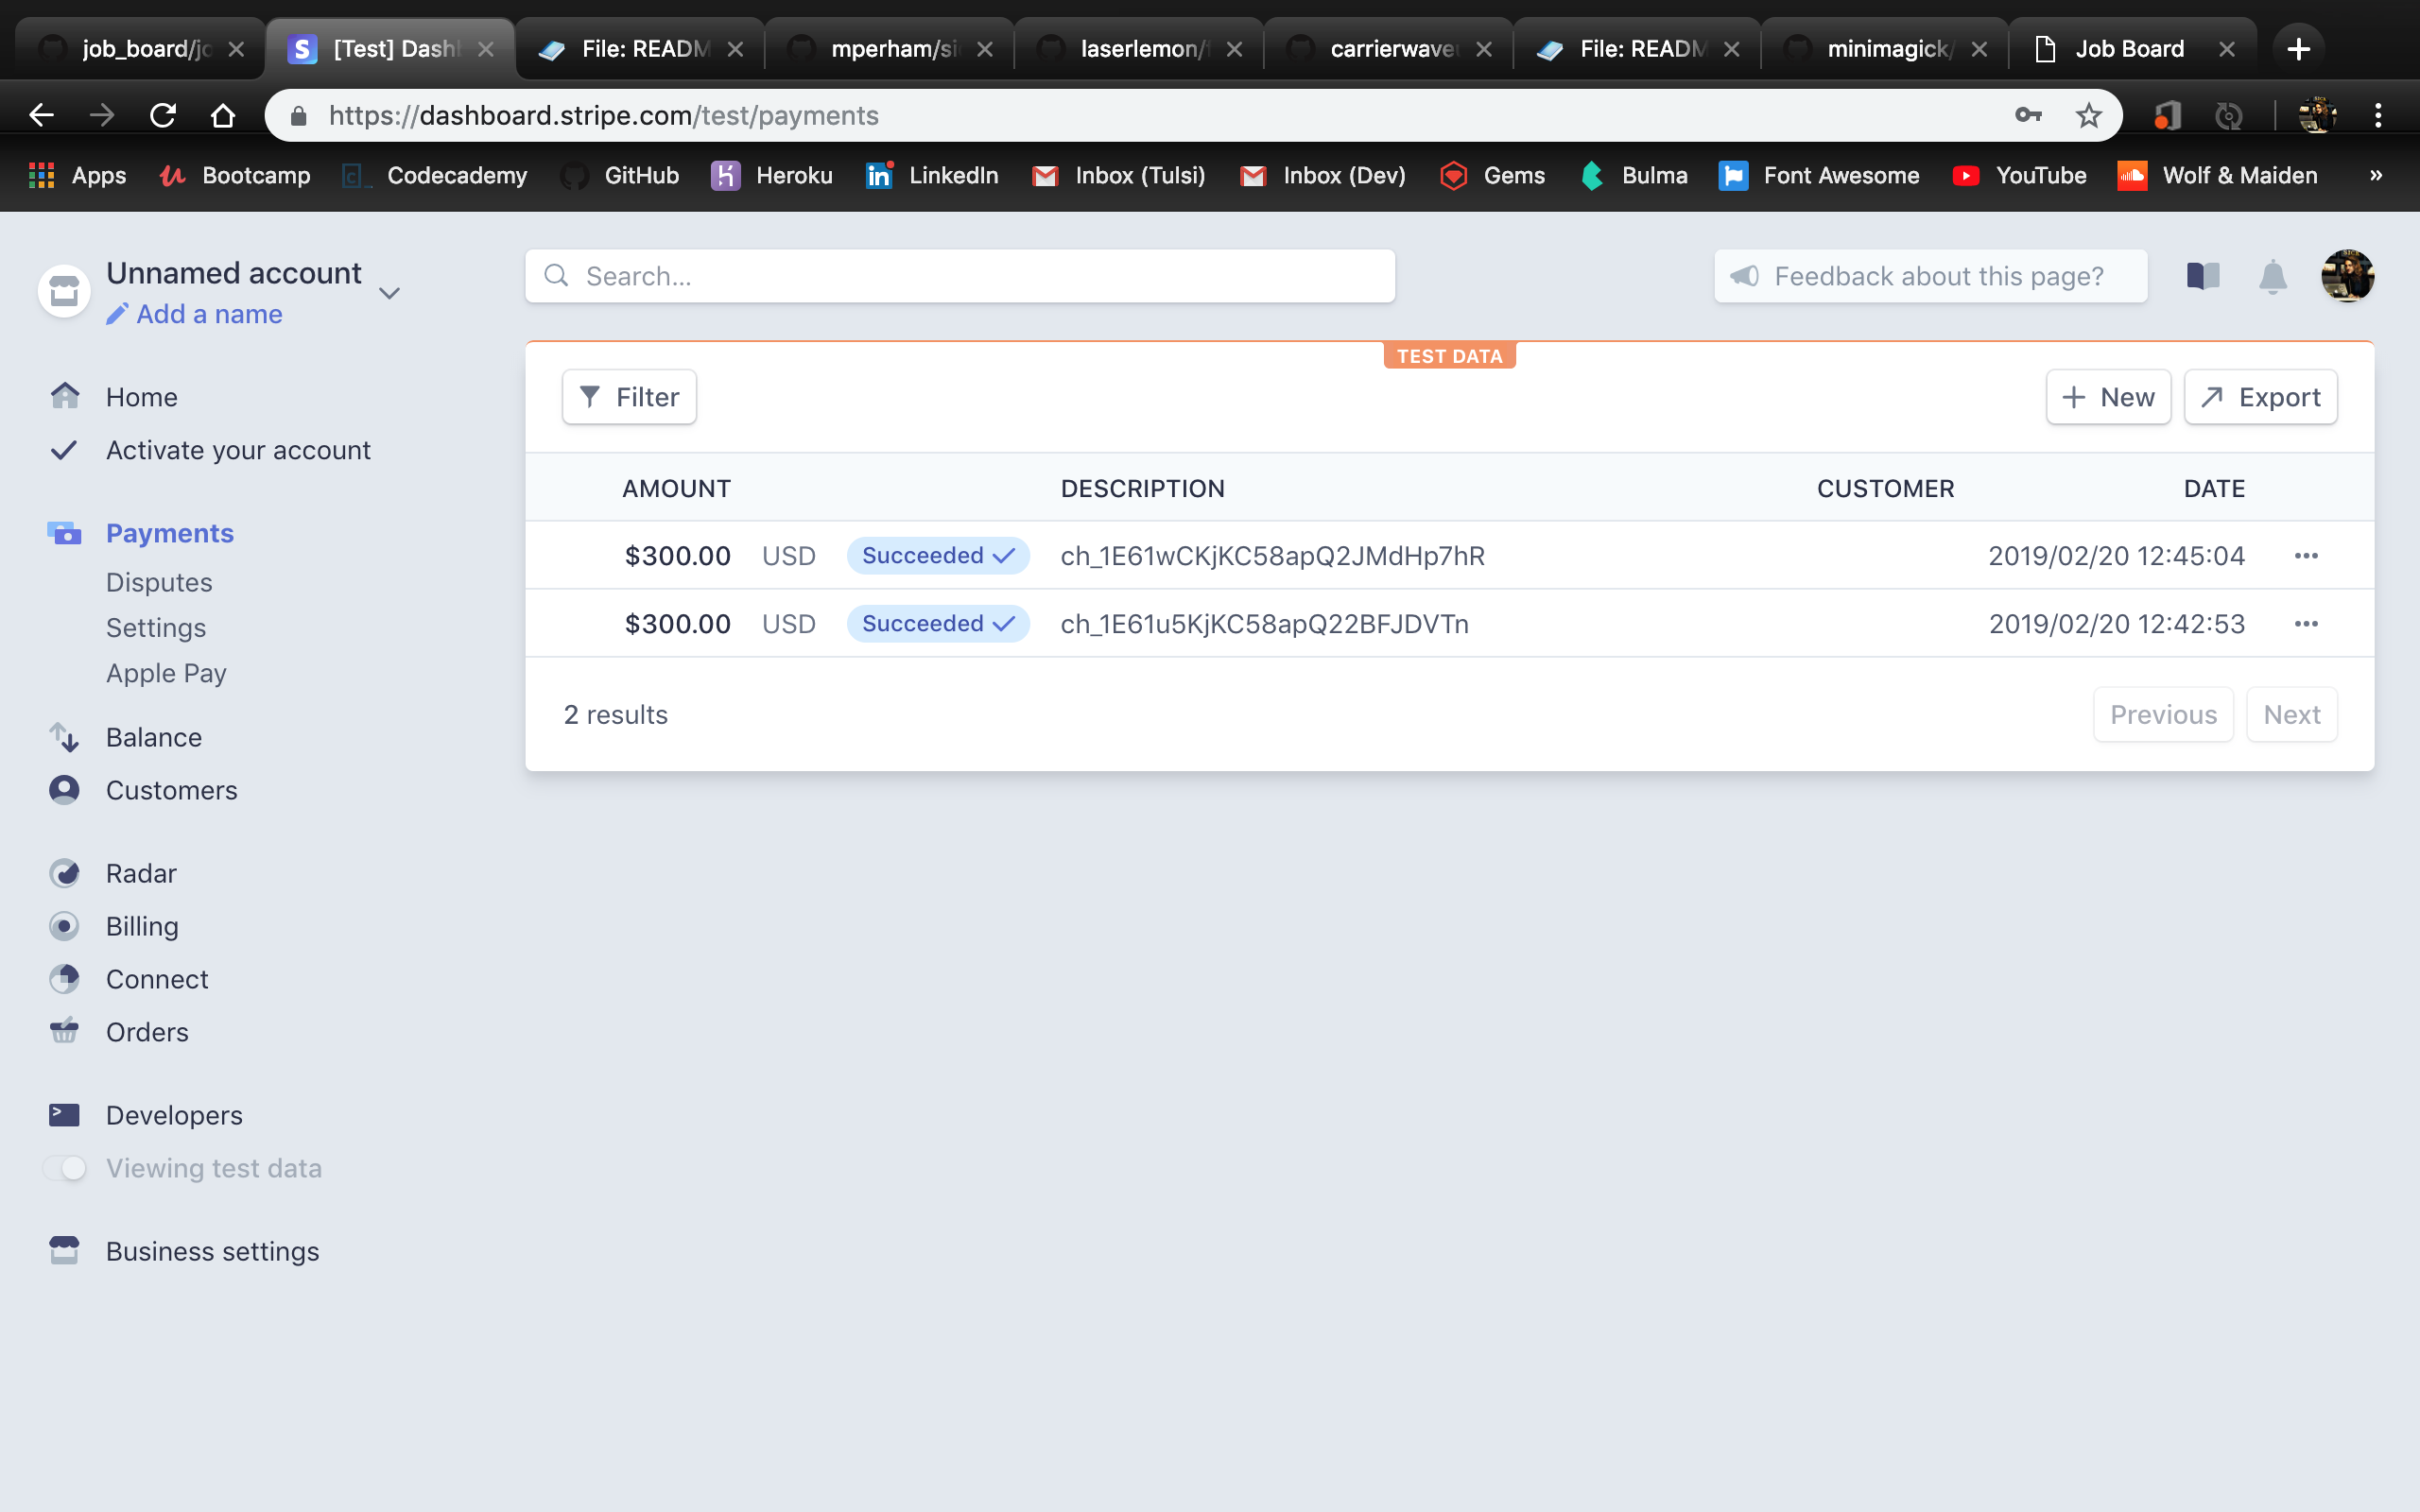 job_board/jo
[Test] Dash
File: READM
mperham/si
laserlemon/
carrierwave
File: READM
minimagick/
Job Board
https://dashboard.stripe.com/test/payments
Apps
Bootcamp
Codecademy
GitHub
Heroku
LinkedIn
Inbox (Tulsi)
Inbox (Dev)
Gems
Bulma
Font Awesome
YouTube
Wolf & Maiden
»
Unnamed account
Add a name
Search...
Feedback about this page?
Home
Activate your account
Payments
Disputes
Settings
Apple Pay
Balance
Customers
Radar
Billing
Connect
Orders
Developers
Viewing test data
Business settings
TEST DATA
Filter
New
Export
AMOUNT DESCRIPTION CUSTOMER DATE
$300.00 USD Succeeded ch_1E61wCKjKC58apQ2JMdHp7hR 2019/02/20 12:45:04
$300.00 USD Succeeded ch_1E61u5KjKC58apQ22BFJDVTn 2019/02/20 12:42:53
2 results
Previous
Next